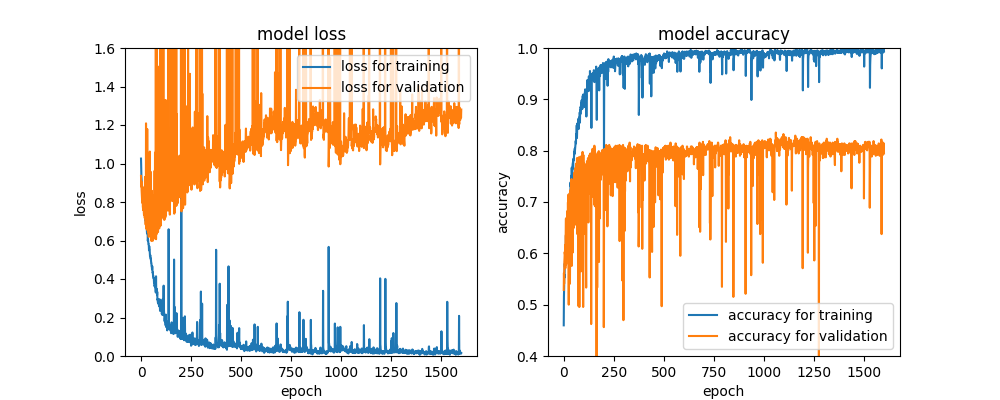 model loss
1.6
1.4
1.2
1.0
0.8
0.6
0.4
0.2
0.0
loss
loss for training
loss for validation
0 250 500 750 1000 1250 1500
epoch
model accuracy
1.0
0.9
0.8
0.7
0.6
0.5
0.4
accuracy
accuracy for training
accuracy for validation
0 250 500 750 1000 1250 1500
epoch